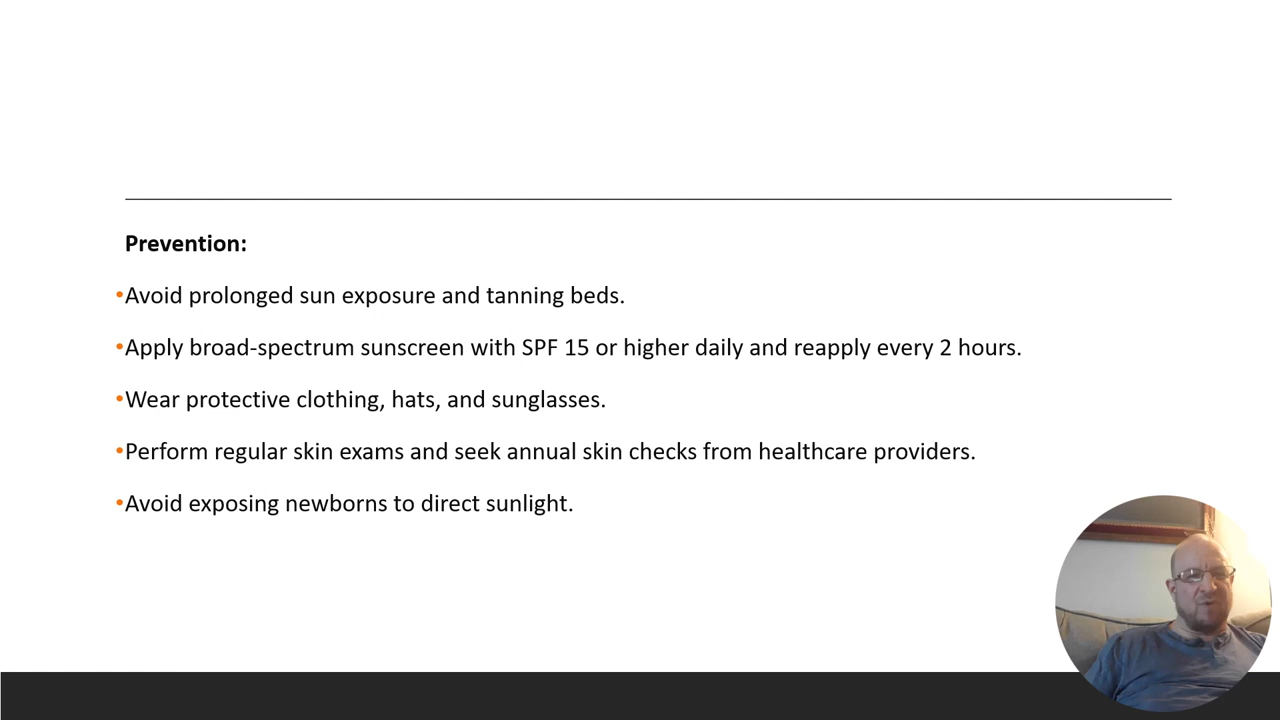 Prevention:
•Avoid prolonged sun exposure and tanning beds.
•Apply broad-spectrum sunscreen with SPF 15 or higher daily and reapply every 2 hours.
•Wear protective clothing, hats, and sunglasses.
•Perform regular skin exams and seek annual skin checks from healthcare providers.
•Avoid exposing newborns to direct sunlight.